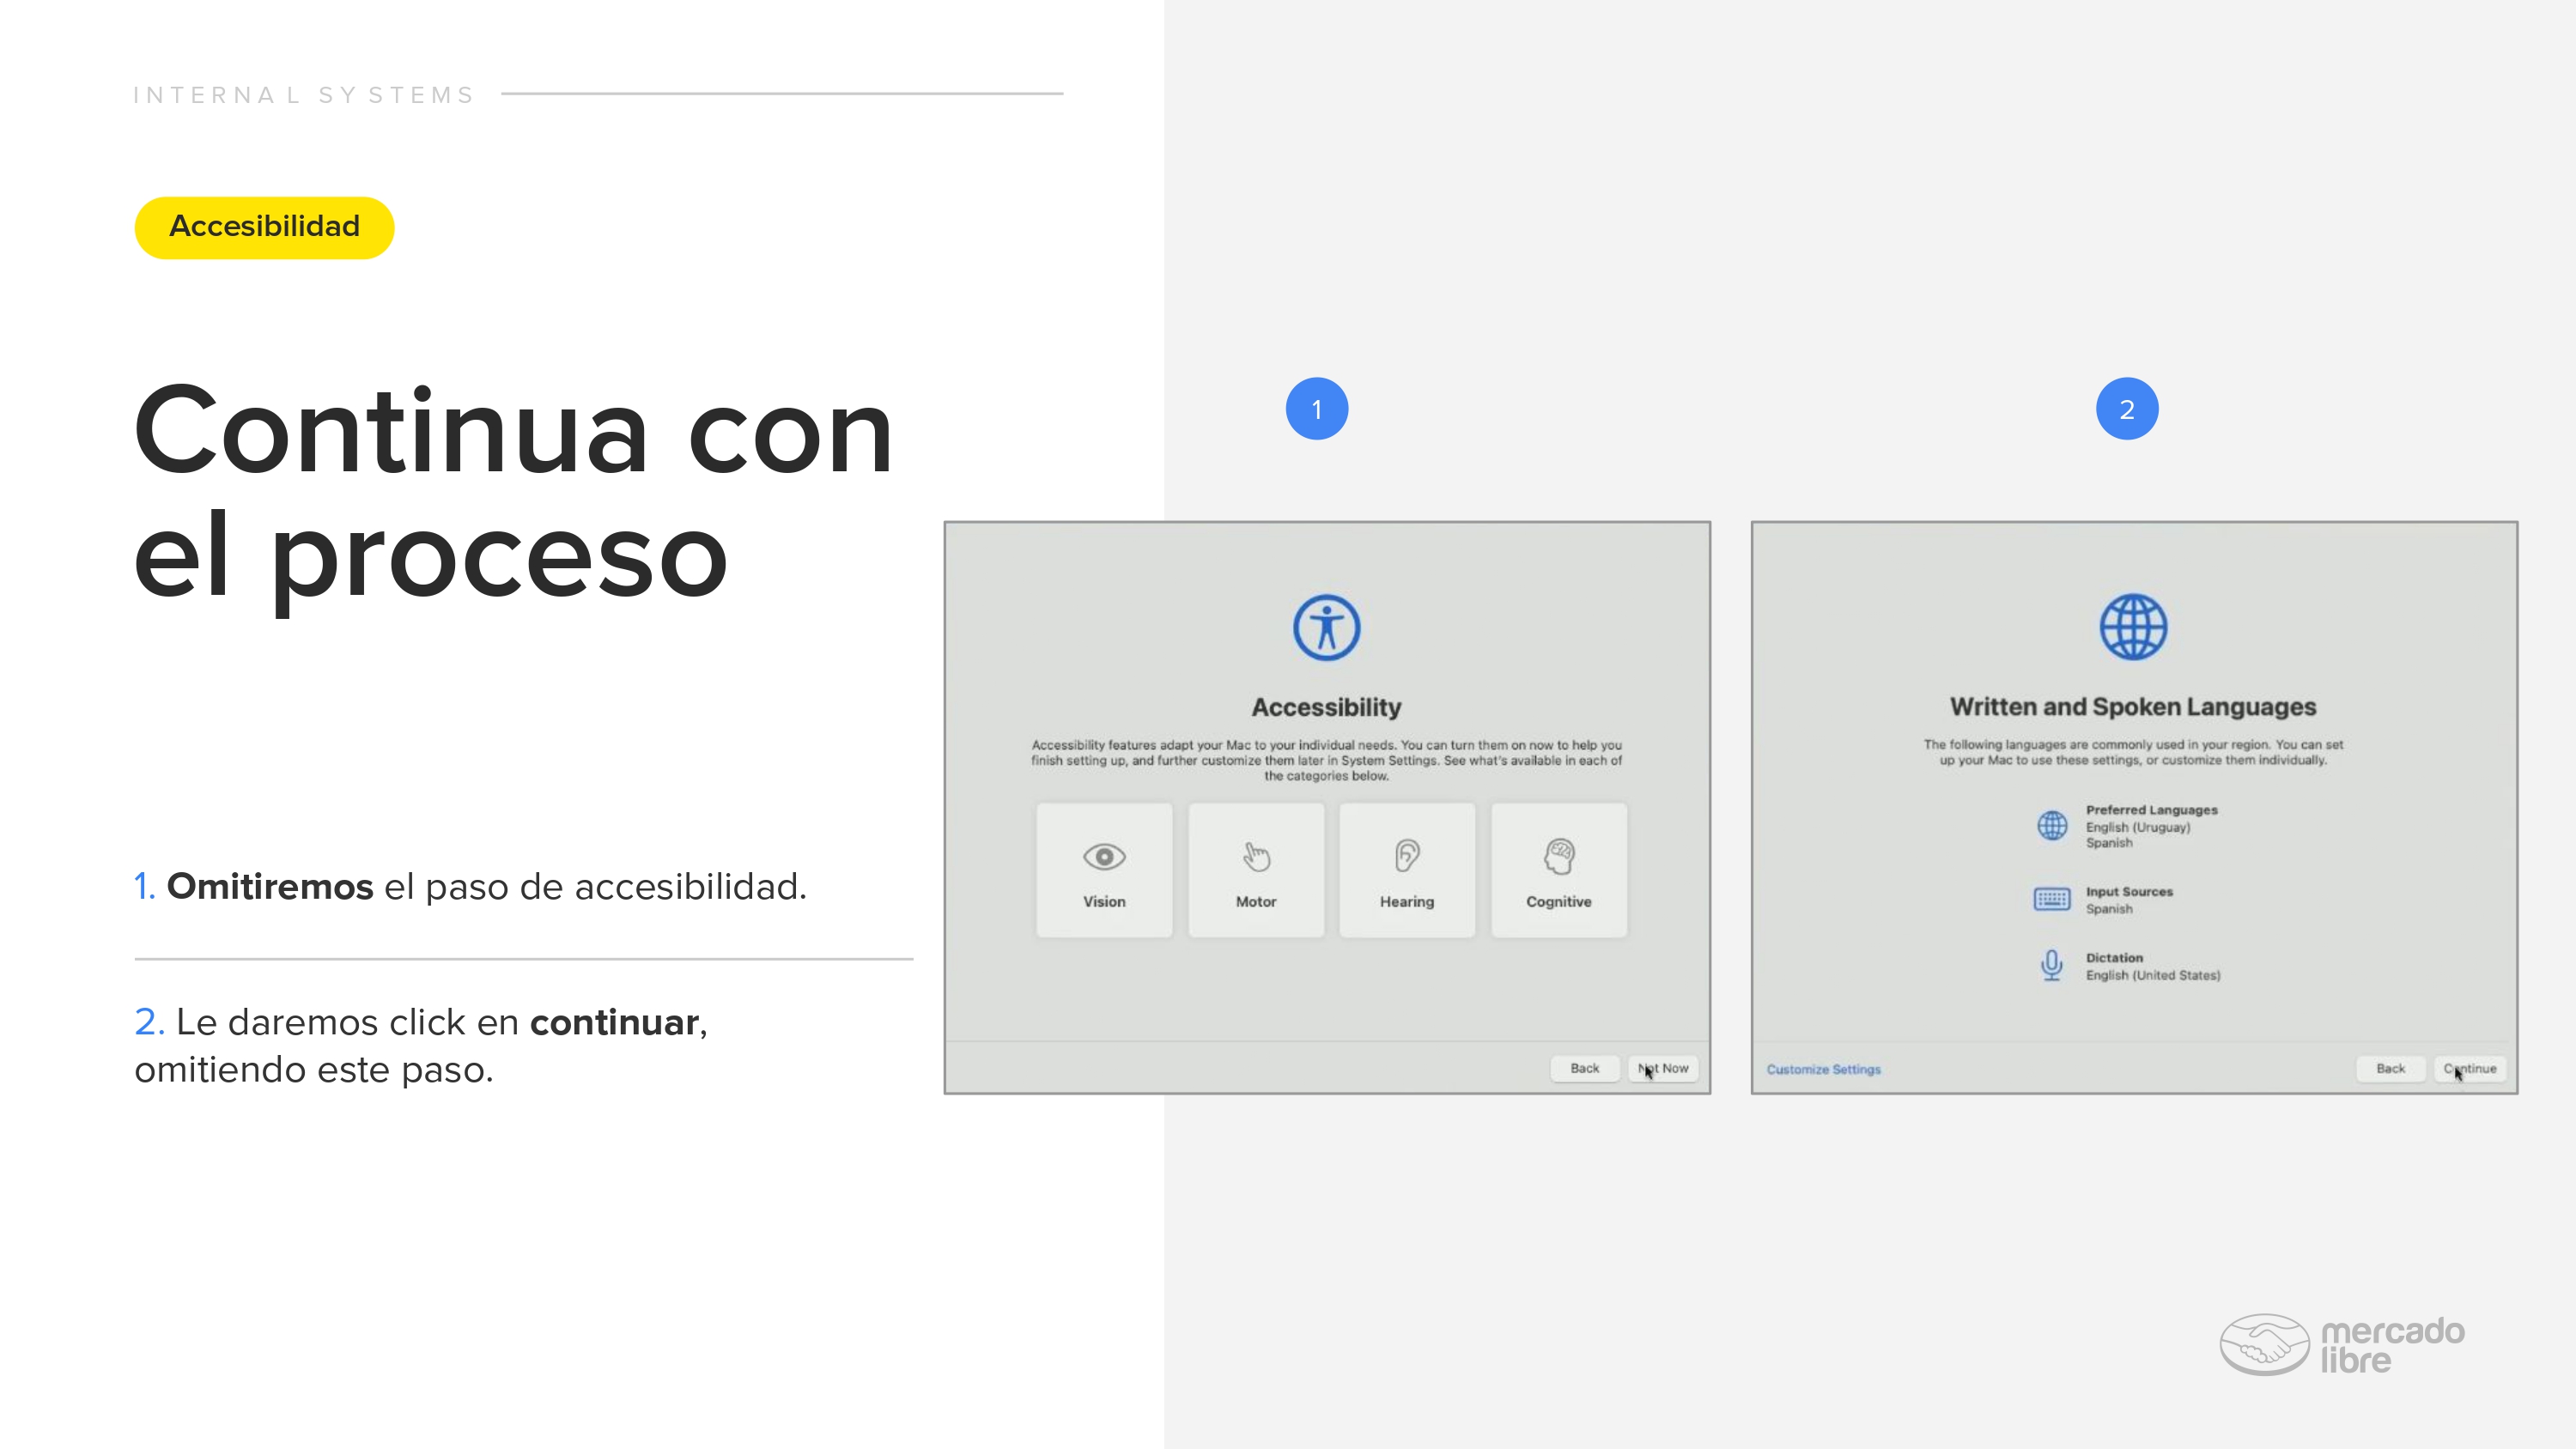 INTERNAL SYSTEMS
Accesibilidad
Continua con
el proceso
1. Omitiremos el paso de accesibilidad.
2. Le daremos click en continuar,
omitiendo este paso.
1
Accessibility
Accessibility features adapt your Mac to your individual needs. You can turn them on now to help you
finish setting up, and further customize them later in System Settings. See what's available in each of
the categories below.
Vision
Motor
Hearing
Cognitive
Back
Not Now
2
Written and Spoken Languages
The following languages are commonly used in your region. You can set
up your Mac to use these settings, or customize them individually.
Preferred Languages
English (Uruguay)
Spanish
Input Sources
Spanish
Dictation
English (United States)
Customize Settings
Back
Continue
mercado
libre